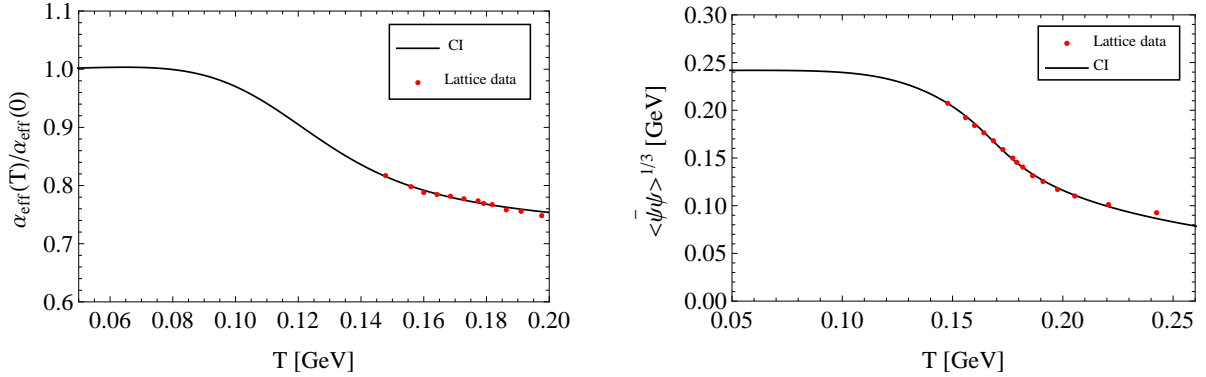 1.1
1.0
0.9
0.8
0.7
0.6
α_eff(T)/α_eff(0)
CI
Lattice data
0.06 0.08 0.10 0.12 0.14 0.16 0.18 0.20
T [GeV]
0.30
0.25
0.20
0.15
0.10
0.05
0.00
<ψ̄ψ>^1/3 [GeV]
Lattice data
CI
0.05 0.10 0.15 0.20 0.25
T [GeV]